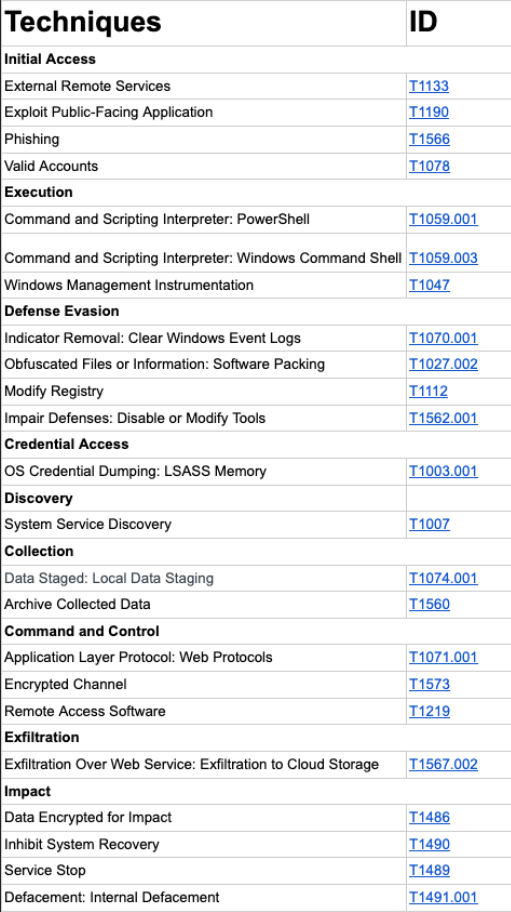 Techniques ID
Initial Access
External Remote Services T1133
Exploit Public-Facing Application T1190
Phishing T1566
Valid Accounts T1078
Execution
Command and Scripting Interpreter: PowerShell T1059.001
Command and Scripting Interpreter: Windows Command Shell T1059.003
Windows Management Instrumentation T1047
Defense Evasion
Indicator Removal: Clear Windows Event Logs T1070.001
Obfuscated Files or Information: Software Packing T1027.002
Modify Registry T1112
Impair Defenses: Disable or Modify Tools T1562.001
Credential Access
OS Credential Dumping: LSASS Memory T1003.001
Discovery
System Service Discovery T1007
Collection
Data Staged: Local Data Staging T1074.001
Archive Collected Data T1560
Command and Control
Application Layer Protocol: Web Protocols T1071.001
Encrypted Channel T1573
Remote Access Software T1219
Exfiltration
Exfiltration Over Web Service: Exfiltration to Cloud Storage T1567.002
Impact
Data Encrypted for Impact T1486
Inhibit System Recovery T1490
Service Stop T1489
Defacement: Internal Defacement T1491.001